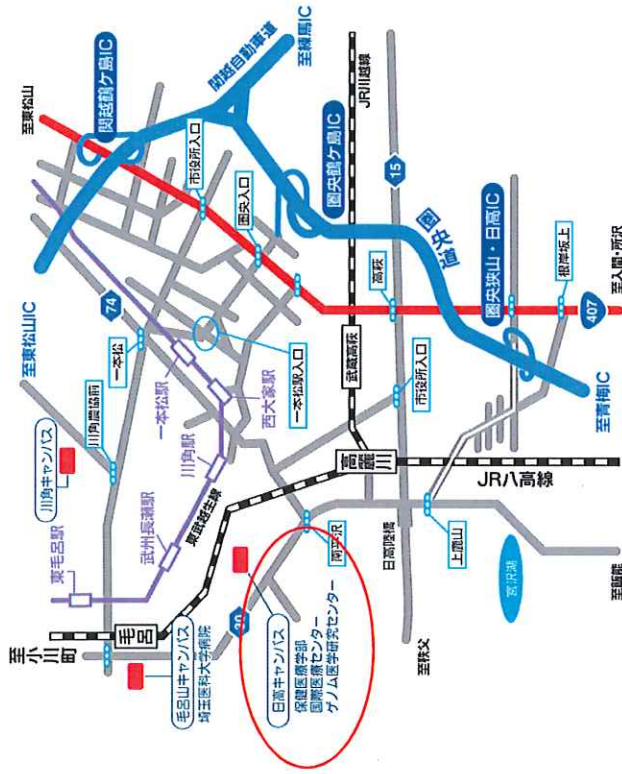 至東松山
関越鶴ヶ島IC
関越自動車道
至練馬IC
至東松山IC
74
市役所入口
圏央入口
圏央鶴ヶ島IC
JR川越線
川角農協前
一本松
一本松駅
西大家駅
一本松駅入口
高萩
15
圏央道
圏央狭山・日高IC
根岸坂上
至入間・所沢
407
川角キャンパス
川角駅
武蔵高萩
市役所入口
至青梅IC
東毛呂駅
武州長瀬駅
東武越生線
高麗川
JR八高線
至小川町
毛呂
南平沢
日高陸橋
上鹿山
宮沢湖
至飯能
毛呂山キャンパス
埼玉医科大学病院
30
日高キャンパス
保健医療学部
国際医療センター
ゲノム医学研究センター
至秩父